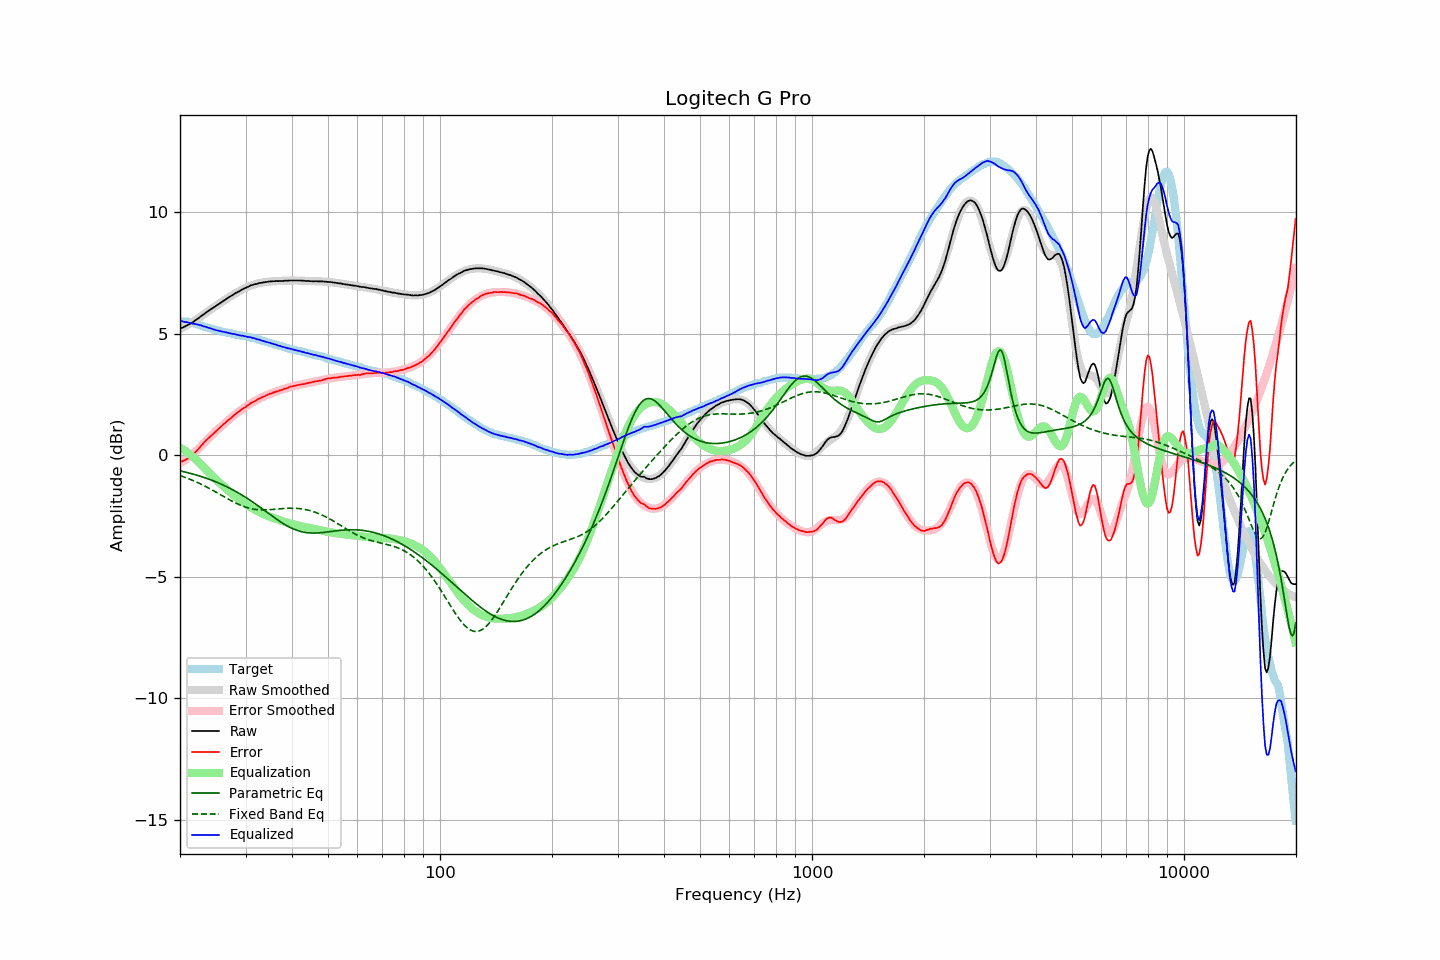 Logitech G Pro
Amplitude (dBr)
10
5
0
−5
−10
−15
Target
Raw Smoothed
Error Smoothed
Raw
Error
Equalization
Parametric Eq
Fixed Band Eq
Equalized
100 1000 10000
Frequency (Hz)